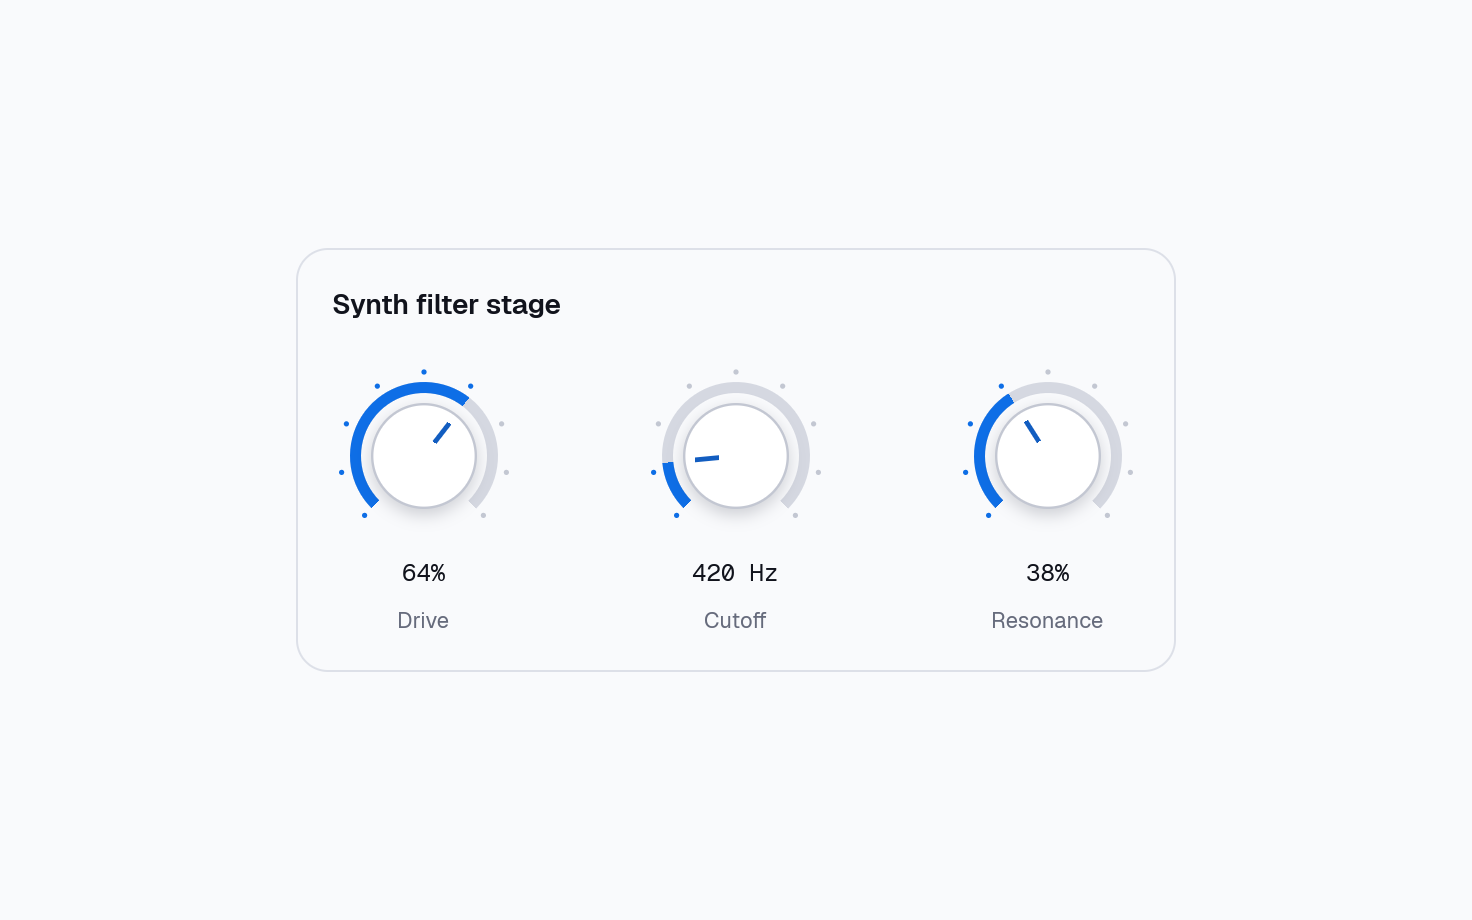 Synth filter stage
64%
420 Hz
38%
Drive
Cutoff
Resonance